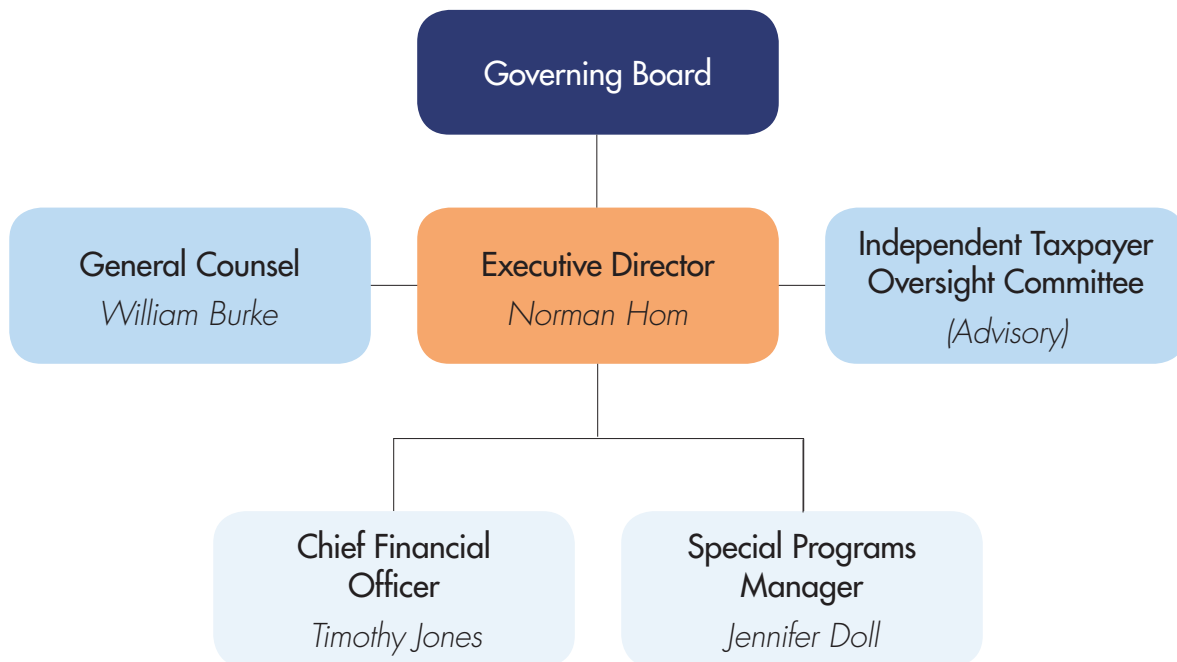 Governing Board
General Counsel
William Burke
Executive Director
Norman Hom
Independent Taxpayer
Oversight Committee
(Advisory)
Chief Financial
Officer
Timothy Jones
Special Programs
Manager
Jennifer Doll